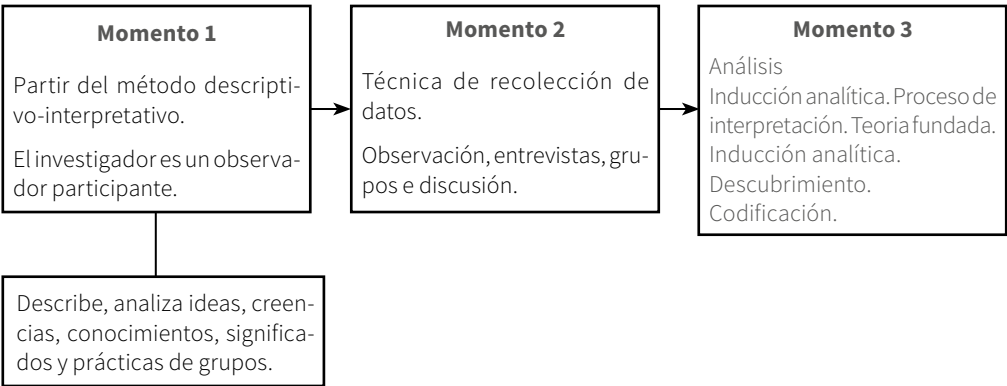 Momento 1
Partir del método descripti-
vo-interpretativo.
El investigador es un observa-
dor participante.
Describe, analiza ideas, creen-
cias, conocimientos, significa-
dos y prácticas de grupos.
Momento 2
Técnica de recolección de
datos.
Observación, entrevistas, gru-
pos e discusión.
Momento 3
Análisis
Inducción analítica. Proceso de
interpretación. Teoria fundada.
Inducción analítica.
Descubrimiento.
Codificación.